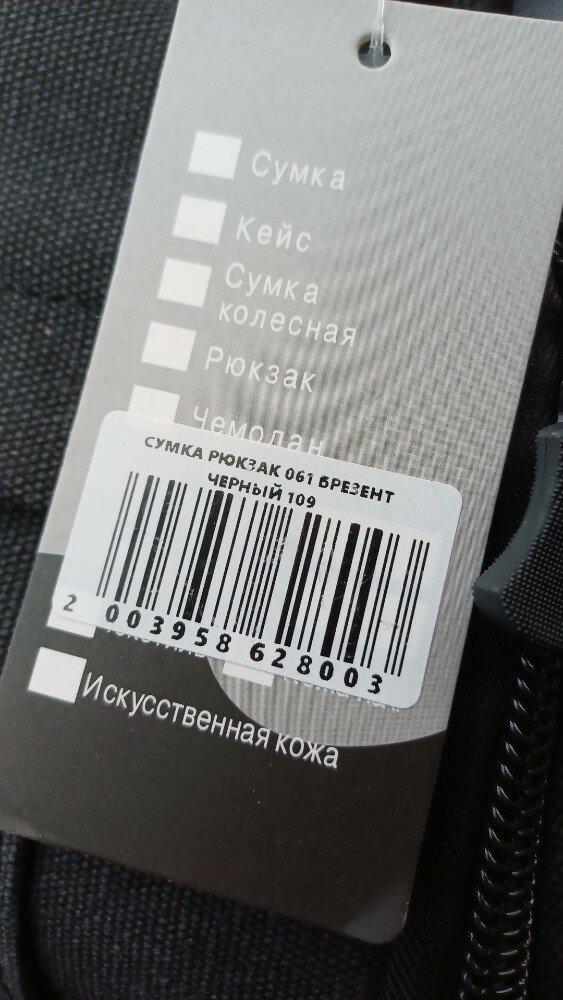 Сумка
Кейс
Сумка
колесная
Рюкзак
Чемодан
СУМКА РЮКЗАК 061 БРЕЗЕНТ
ЧЕРНЫЙ 109
2 003958 628003
Искусственная кожа